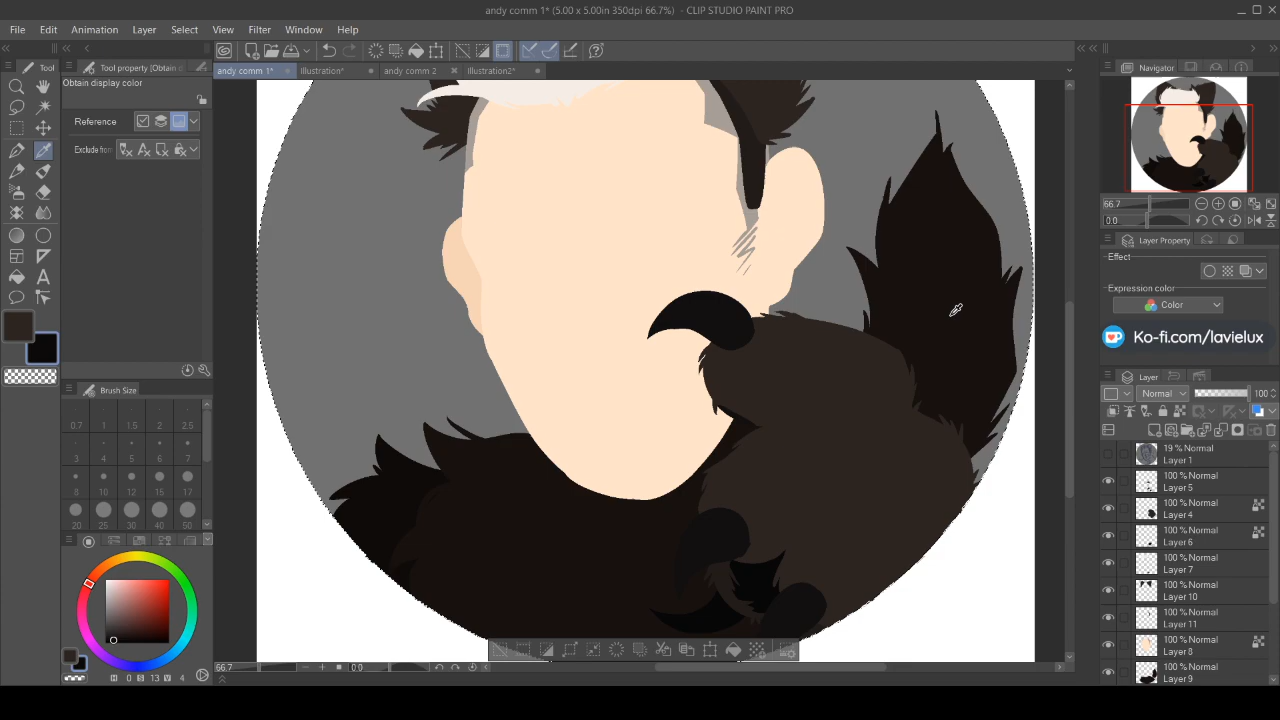 andy comm 1* (5.00 x 5.00in 350dpi 66.7%)  - CLIP STUDIO PAINT PRO
File Edit Animation Layer Select View Filter Window Help
Tool
Tool property [Obtain c
andy comm 1* Illustration* andy comm 2 Illustration2*
Navigator
Obtain display color
Reference
Exclude from
66.7
0.0
Layer Property
Effect
Expression color
Color
Ko-fi.com/lavielux
Layer
Normal 100
Brush Size
0.7 1 1.5 2 2.5
3 4 5 6 7
8 10 12 15 17
20 25 30 40 50
19 % Normal
Layer 1
100 % Normal
Layer 5
100 % Normal
Layer 4
100 % Normal
Layer 6
100 % Normal
Layer 7
100 % Normal
Layer 10
100 % Normal
Layer 11
100 % Normal
Layer 8
100 % Normal
Layer 9
66.7 0.0
H 0 S 13 V 4